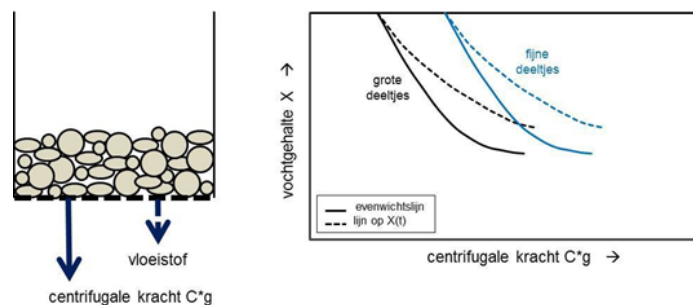 vloeistof
centrifugale kracht C*g
vochtgehalte X →
grote
deeltjes
fijne
deeltjes
evenwichtslijn
lijn op X(t)
centrifugale kracht C*g →